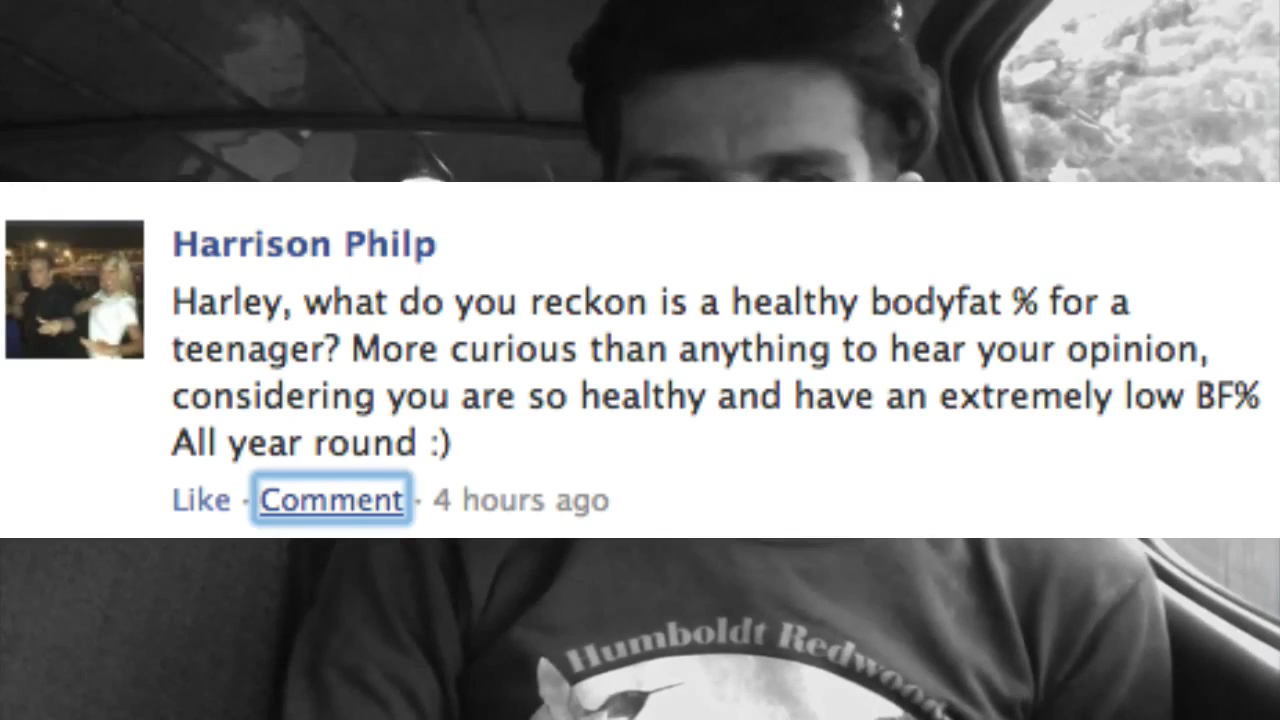 Harrison Philp
Harley, what do you reckon is a healthy bodyfat % for a
teenager? More curious than anything to hear your opinion,
considering you are so healthy and have an extremely low BF%
All year round :)
Like · Comment · 4 hours ago
Humboldt Redwoods